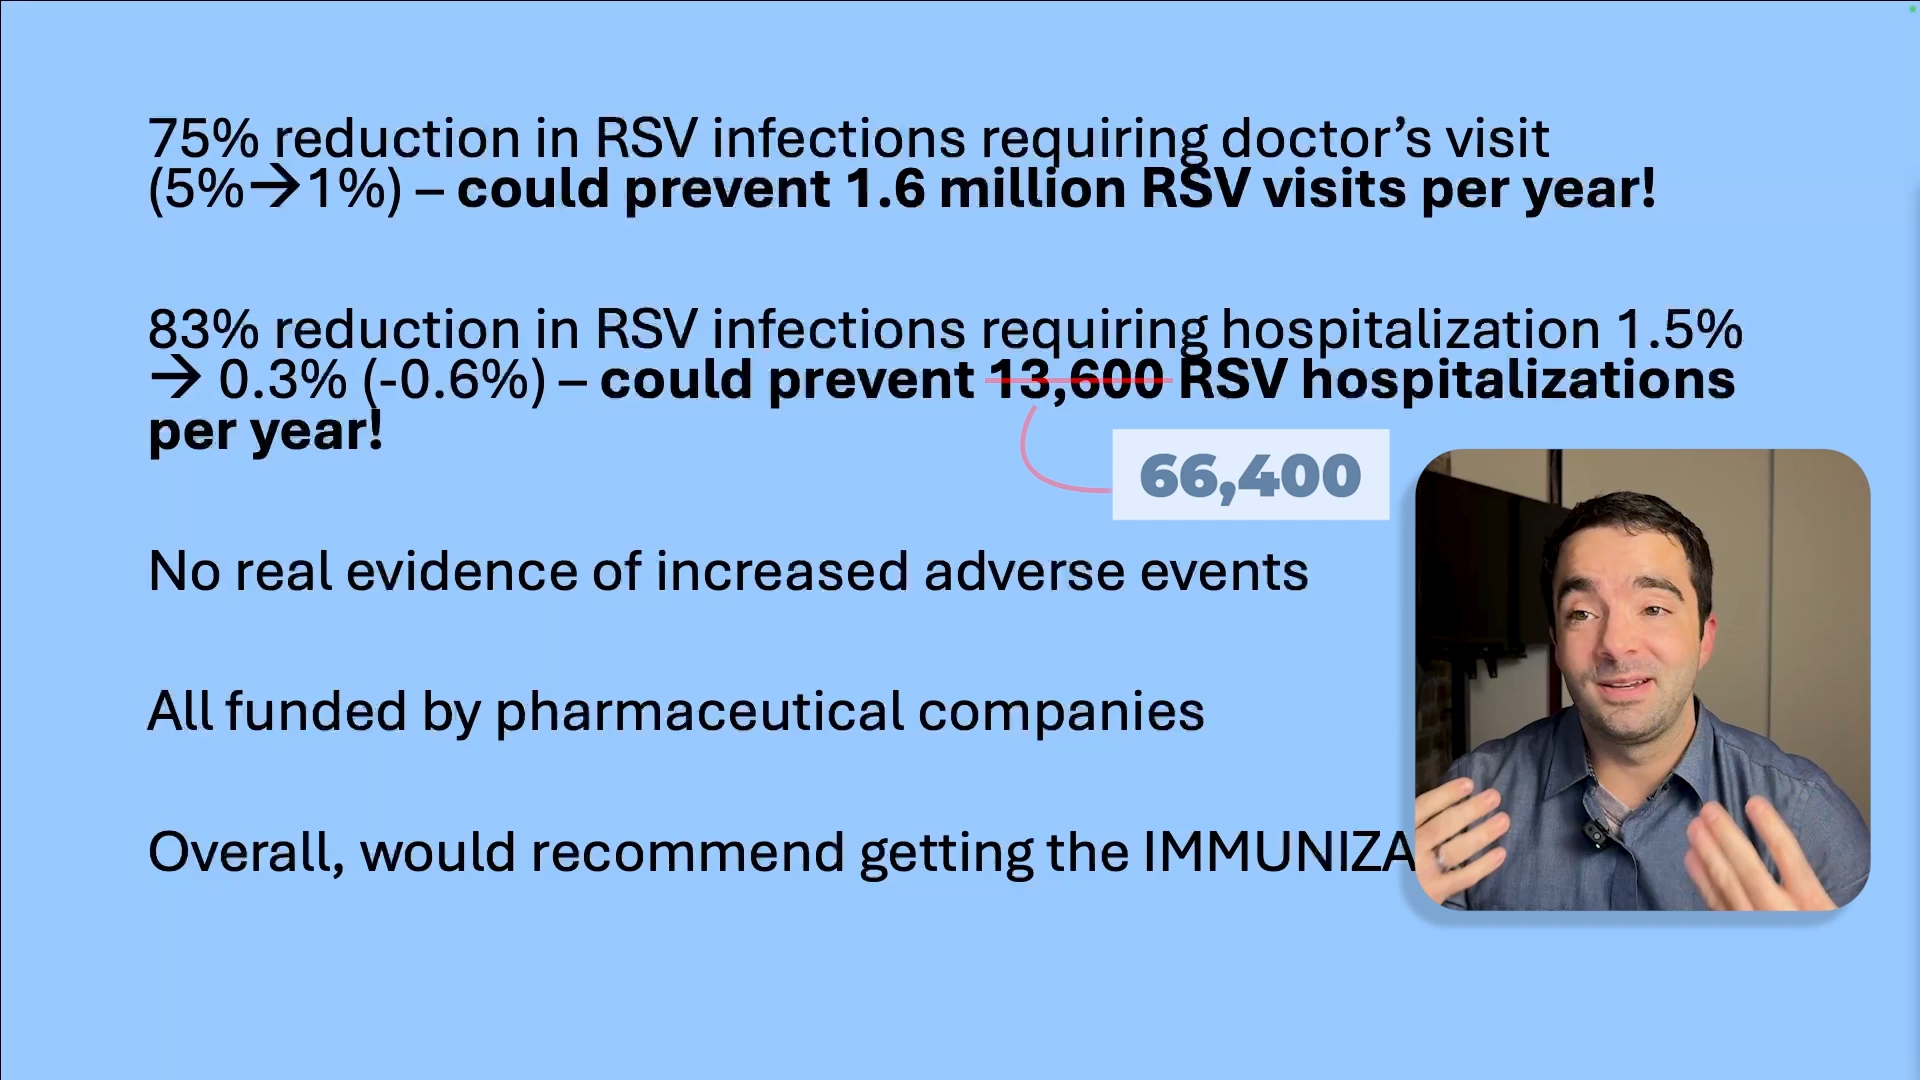 75% reduction in RSV infections requiring doctor’s visit
(5%→1%) – could prevent 1.6 million RSV visits per year!
83% reduction in RSV infections requiring hospitalization 1.5%
→ 0.3% (-0.6%) – could prevent 13,600 RSV hospitalizations
per year!
66,400
No real evidence of increased adverse events
All funded by pharmaceutical companies
Overall, would recommend getting the IMMUNIZA